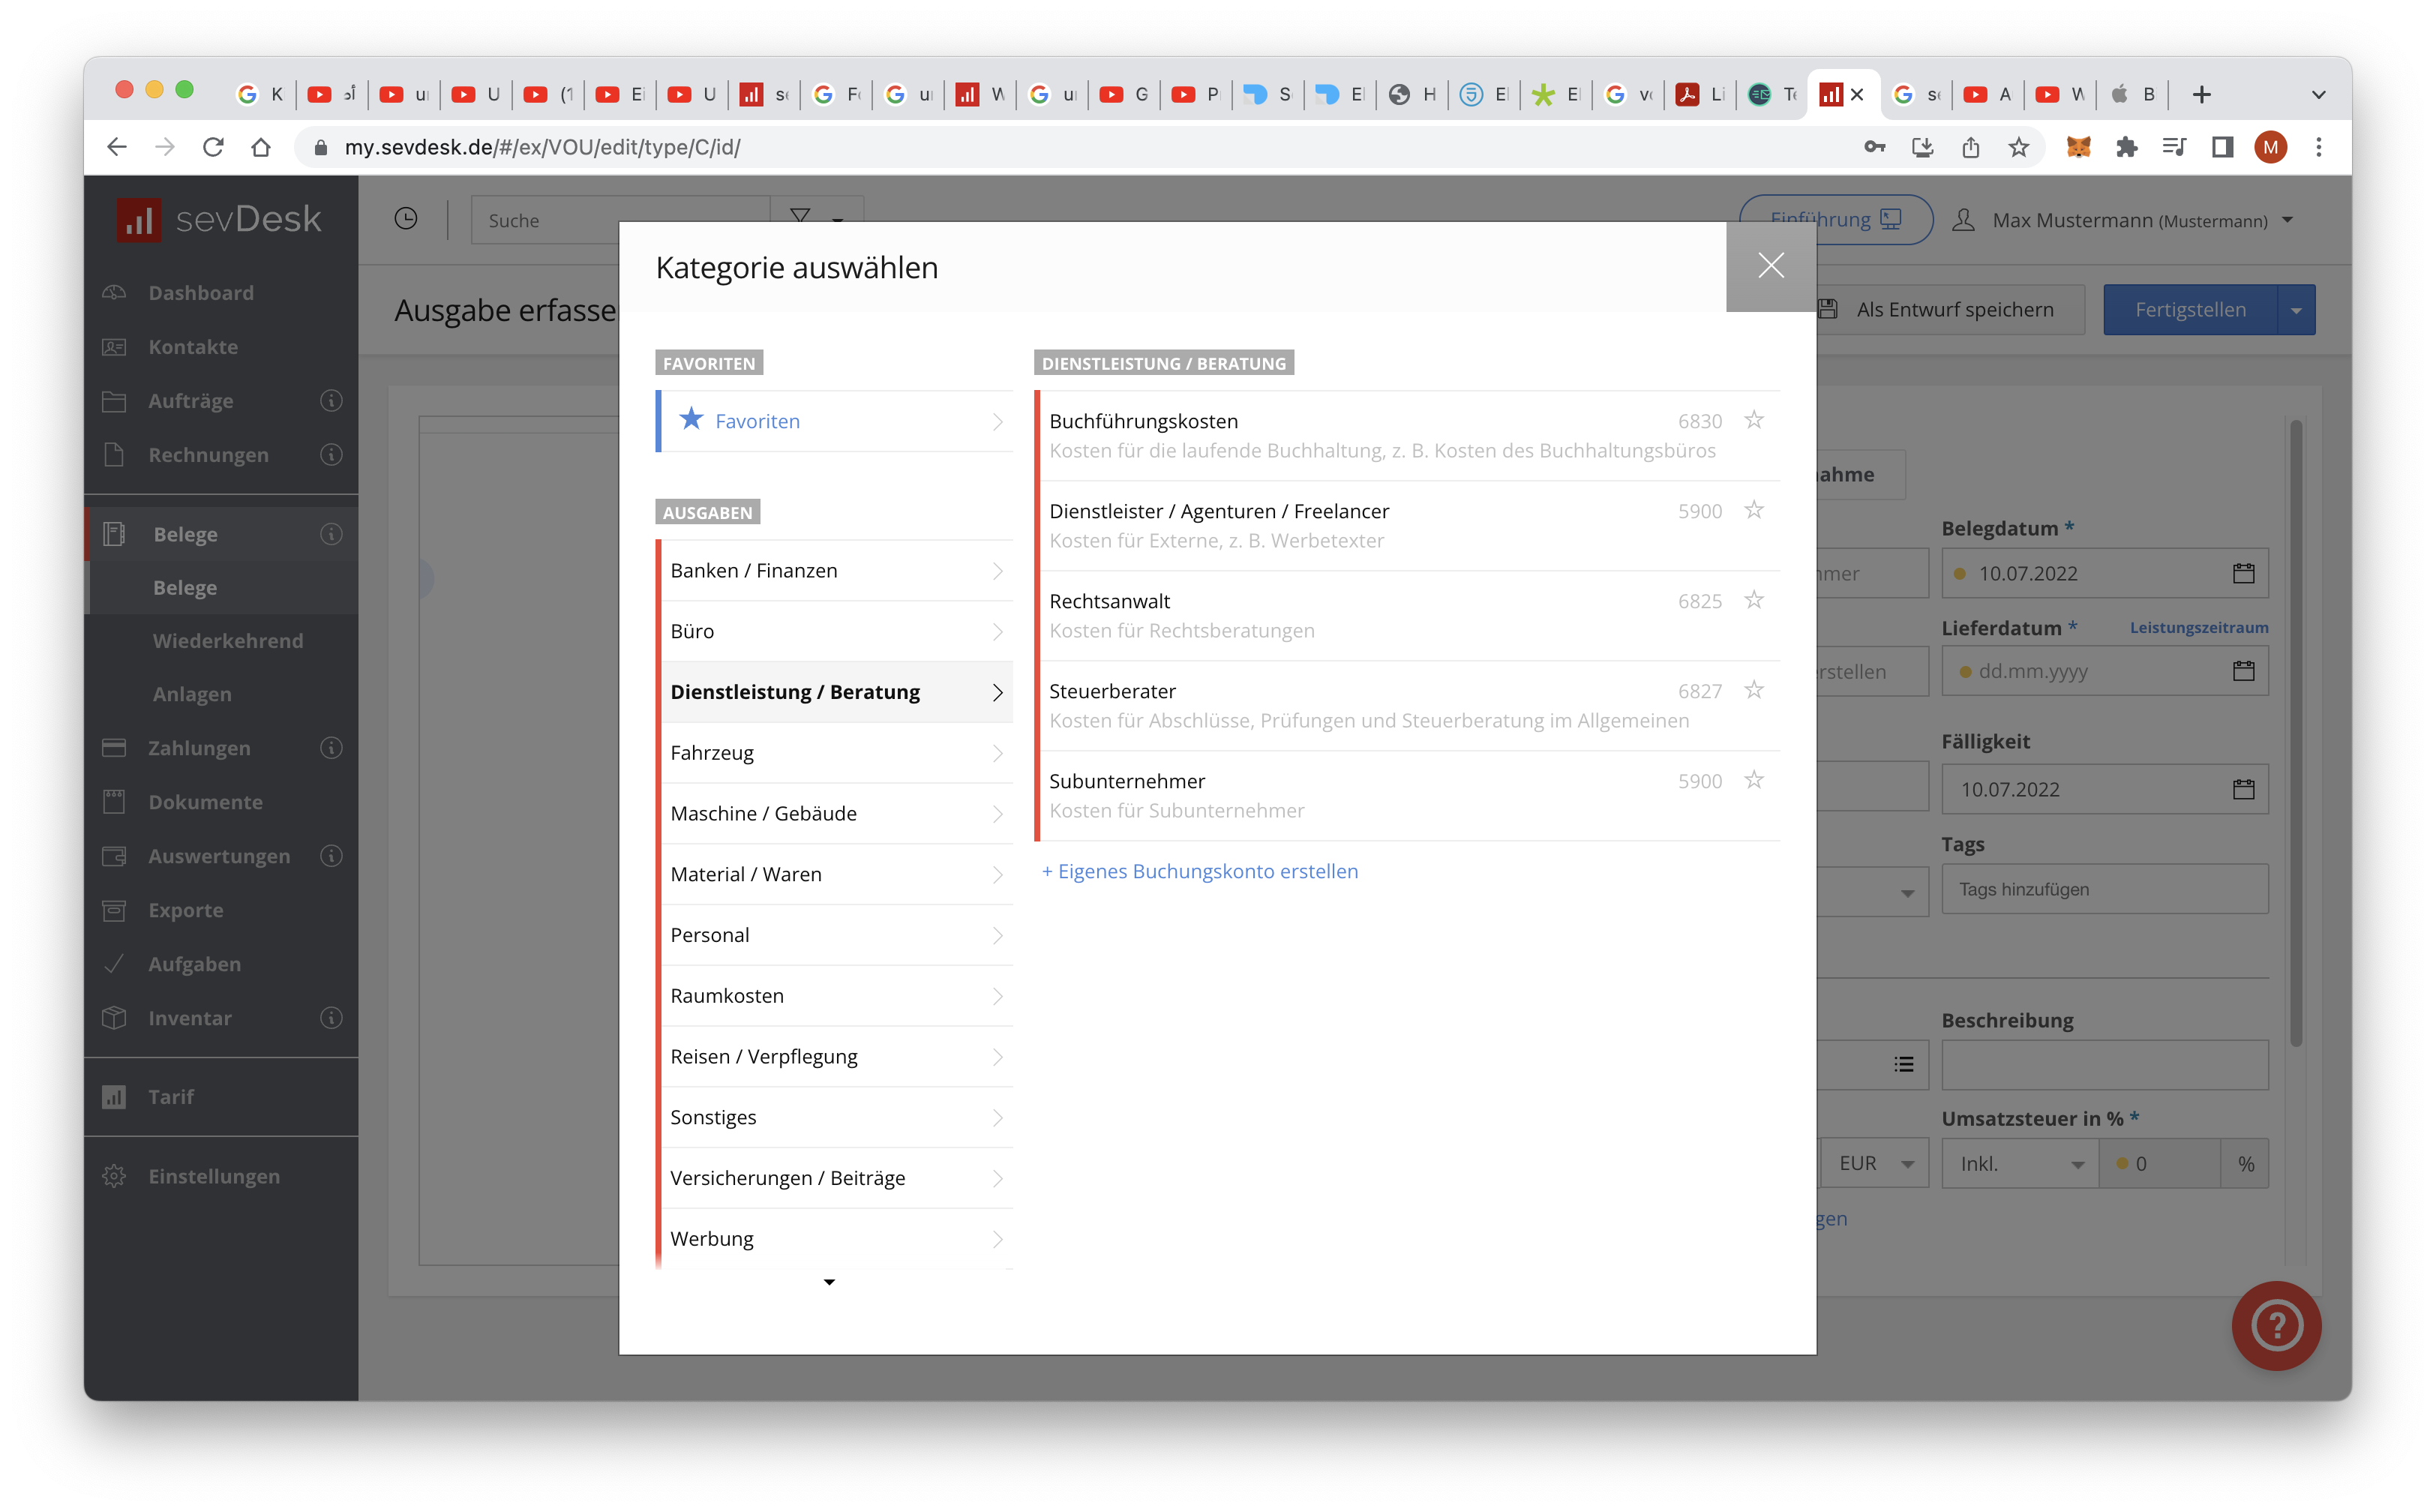 my.sevdesk.de/#/ex/VOU/edit/type/C/id/
M
sevDesk
Suche
Einführung
Max Mustermann (Mustermann)
Dashboard
Kontakte
Aufträge
Rechnungen
Belege
Belege
Wiederkehrend
Anlagen
Zahlungen
Dokumente
Auswertungen
Exporte
Aufgaben
Inventar
Tarif
Einstellungen
Ausgabe erfasse
Als Entwurf speichern
Fertigstellen
Kategorie auswählen
FAVORITEN
Favoriten
AUSGABEN
Banken / Finanzen
Büro
Dienstleistung / Beratung
Fahrzeug
Maschine / Gebäude
Material / Waren
Personal
Raumkosten
Reisen / Verpflegung
Sonstiges
Versicherungen / Beiträge
Werbung
DIENSTLEISTUNG / BERATUNG
Buchführungskosten 6830
Kosten für die laufende Buchhaltung, z. B. Kosten des Buchhaltungsbüros
Dienstleister / Agenturen / Freelancer 5900
Kosten für Externe, z. B. Werbetexter
Rechtsanwalt 6825
Kosten für Rechtsberatungen
Steuerberater 6827
Kosten für Abschlüsse, Prüfungen und Steuerberatung im Allgemeinen
Subunternehmer 5900
Kosten für Subunternehmer
+ Eigenes Buchungskonto erstellen
ahme
Belegdatum *
mer
10.07.2022
Lieferdatum * Leistungszeitraum
rstellen
dd.mm.yyyy
Fälligkeit
10.07.2022
Tags
Tags hinzufügen
Beschreibung
Umsatzsteuer in % *
EUR
Inkl.
0
%
gen
?